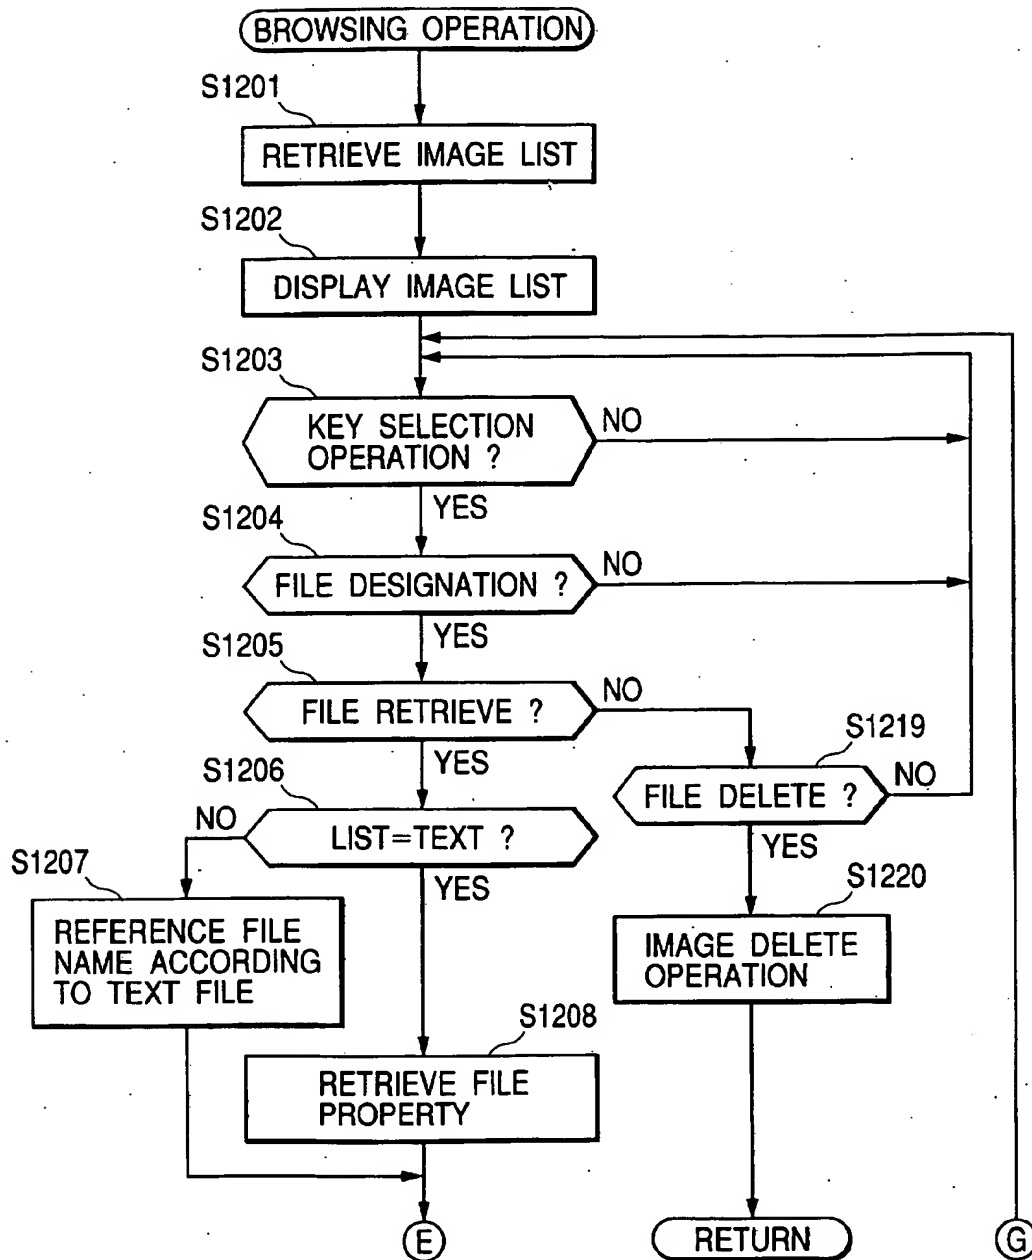 BROWSING OPERATION
S1201
RETRIEVE IMAGE LIST
S1202
DISPLAY IMAGE LIST
S1203
KEY SELECTION
OPERATION ?
NO
YES
S1204
FILE DESIGNATION ?
NO
YES
S1205
FILE RETRIEVE ?
NO
YES
S1219
FILE DELETE ?
NO
YES
S1206
LIST=TEXT ?
NO
YES
S1207
REFERENCE FILE
NAME ACCORDING
TO TEXT FILE
S1220
IMAGE DELETE
OPERATION
S1208
RETRIEVE FILE
PROPERTY
E
RETURN
G